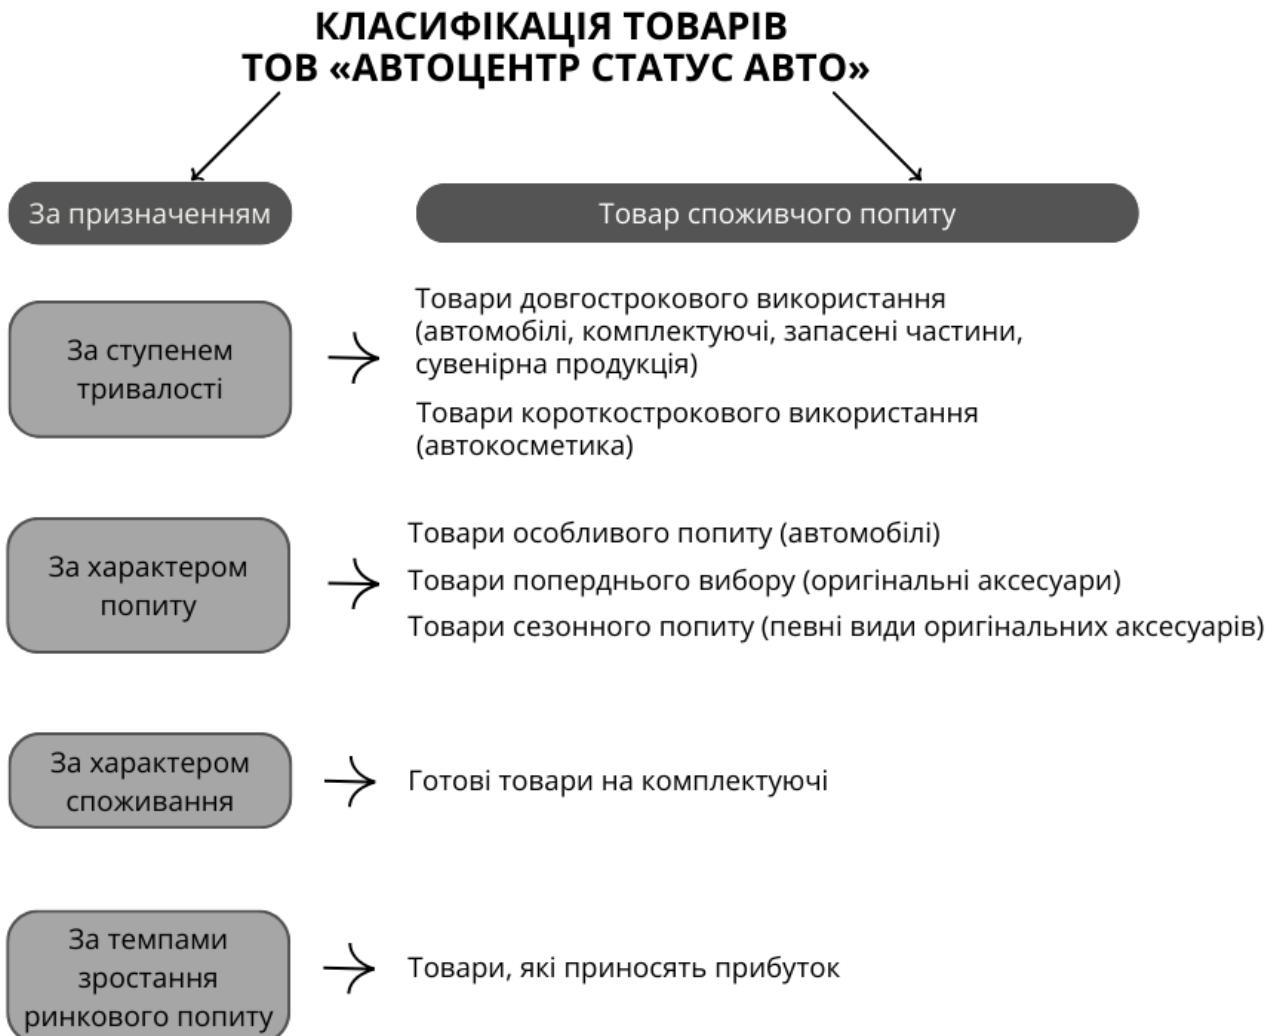 КЛАСИФІКАЦІЯ ТОВАРІВ
ТОВ «АВТОЦЕНТР СТАТУС АВТО»
За призначенням
Товар споживчого попиту
За ступенем
тривалості
Товари довгострокового використання
(автомобілі, комплектуючі, запасені частини,
сувенірна продукція)
Товари короткострокового використання
(автокосметика)
За характером
попиту
Товари особливого попиту (автомобілі)
Товари поперднього вибору (оригінальні аксесуари)
Товари сезонного попиту (певні види оригінальних аксесуарів)
За характером
споживання
Готові товари на комплектуючі
За темпами
зростання
ринкового попиту
Товари, які приносять прибуток